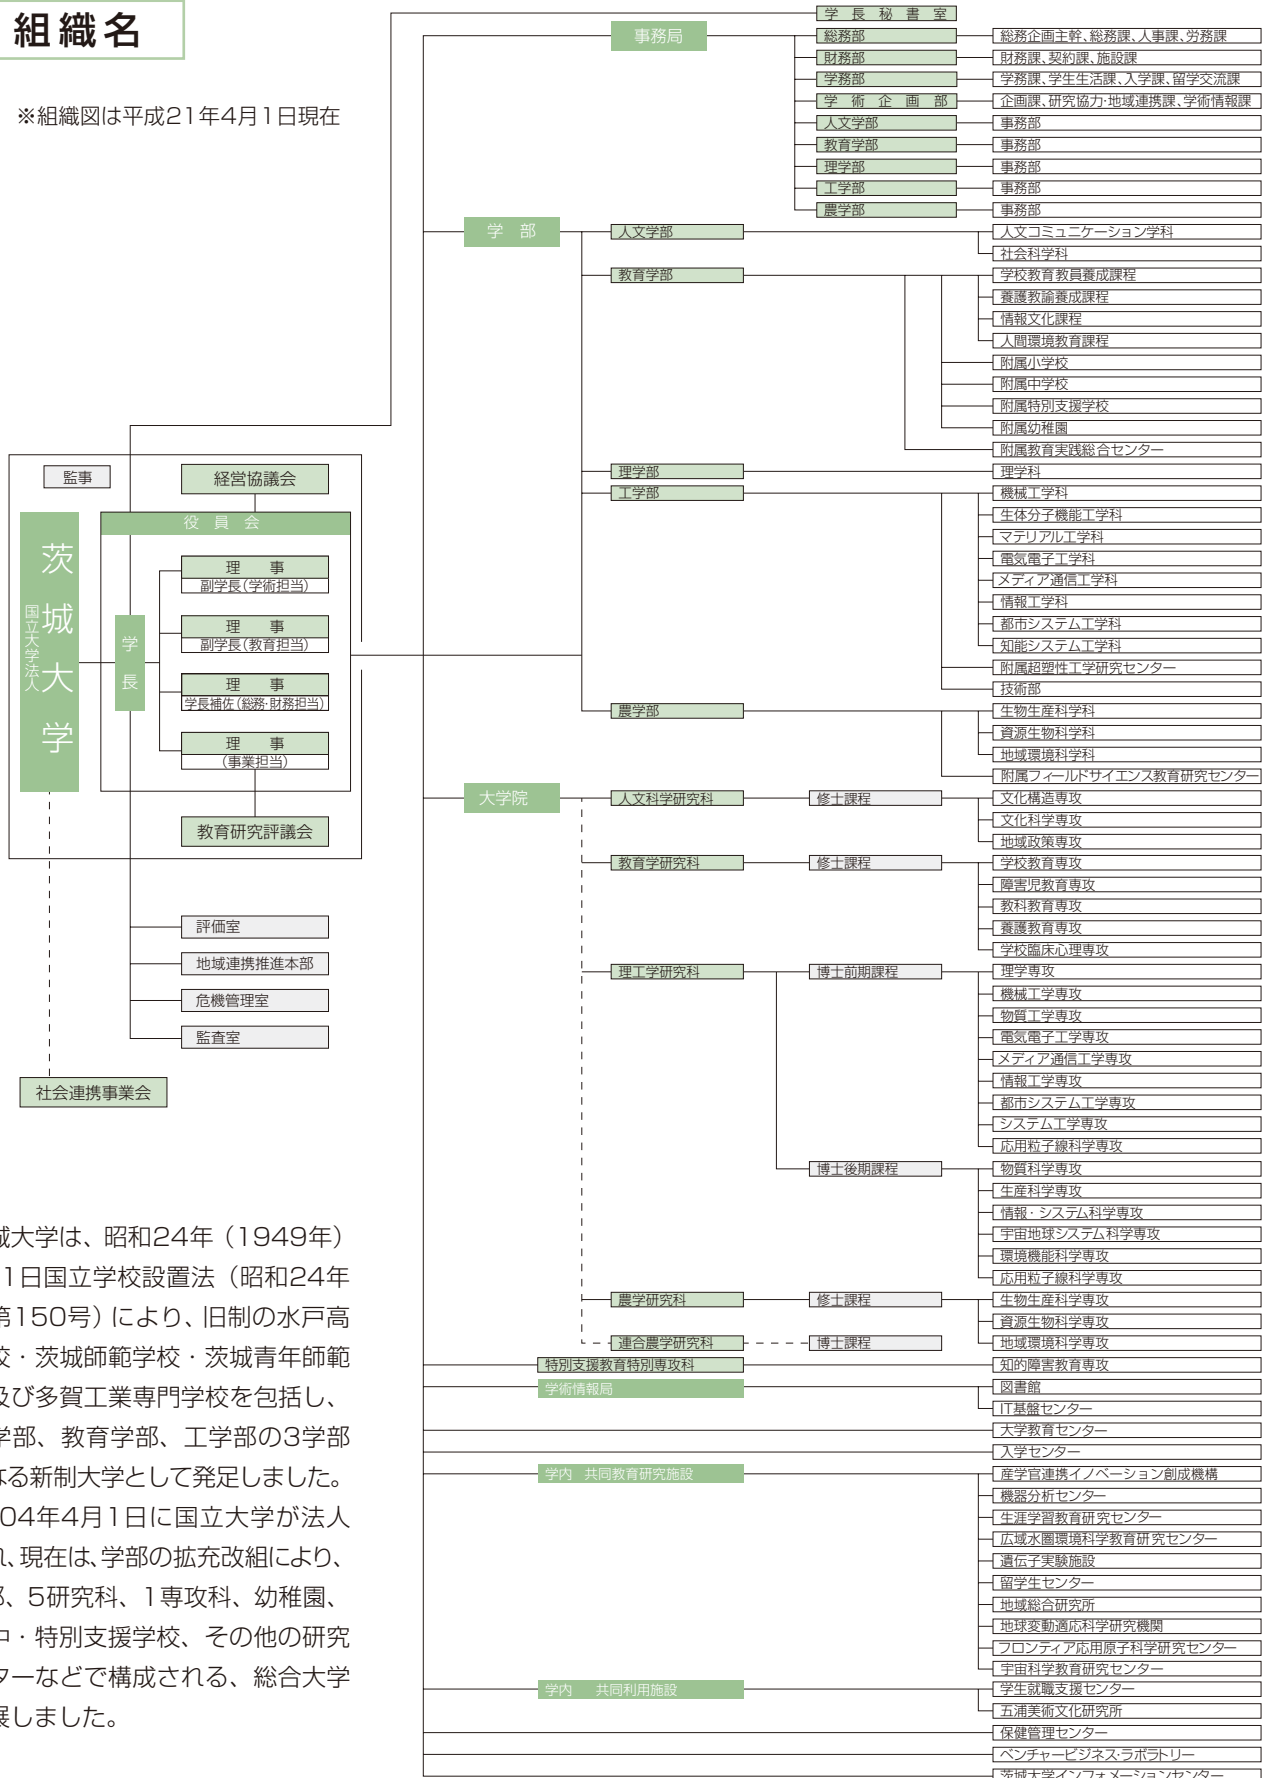 組織名
※組織図は平成21年4月1日現在
学長秘書室
事務局
総務部
総務企画主幹、総務課、人事課、労務課
財務部
財務課、契約課、施設課
学務部
学務課、学生生活課、入学課、留学交流課
学術企画部
企画課、研究協力・地域連携課、学術情報課
人文学部
事務部
教育学部
事務部
理学部
事務部
工学部
事務部
農学部
事務部
学部
人文学部
人文コミュニケーション学科
社会科学科
教育学部
学校教育教員養成課程
養護教諭養成課程
情報文化課程
人間環境教育課程
附属小学校
附属中学校
附属特別支援学校
附属幼稚園
附属教育実践総合センター
理学部
理学科
工学部
機械工学科
生体分子機能工学科
マテリアル工学科
電気電子工学科
メディア通信工学科
情報工学科
都市システム工学科
知能システム工学科
附属超塑性工学研究センター
技術部
農学部
生物生産科学科
資源生物科学科
地域環境科学科
附属フィールドサイエンス教育研究センター
監事
経営協議会
役員会
国立大学法人
茨城大学
学長
理事
副学長(学術担当)
理事
副学長(教育担当)
理事
学長補佐(総務・財務担当)
理事
(事業担当)
教育研究評議会
評価室
地域連携推進本部
危機管理室
監査室
社会連携事業会
大学院
人文科学研究科
修士課程
文化構造専攻
文化科学専攻
地域政策専攻
教育学研究科
修士課程
学校教育専攻
障害児教育専攻
教科教育専攻
養護教育専攻
学校臨床心理専攻
理工学研究科
博士前期課程
理学専攻
機械工学専攻
物質工学専攻
電気電子工学専攻
メディア通信工学専攻
情報工学専攻
都市システム工学専攻
システム工学専攻
応用粒子線科学専攻
博士後期課程
物質科学専攻
生産科学専攻
情報・システム科学専攻
宇宙地球システム科学専攻
環境機能科学専攻
応用粒子線科学専攻
農学研究科
修士課程
生物生産科学専攻
資源生物科学専攻
地域環境科学専攻
連合農学研究科
博士課程
特別支援教育特別専攻科
知的障害教育専攻
学術情報局
図書館
IT基盤センター
大学教育センター
入学センター
学内 共同教育研究施設
産学官連携イノベーション創成機構
機器分析センター
生涯学習教育研究センター
広域水圏環境科学教育研究センター
遺伝子実験施設
留学生センター
地域総合研究所
地球変動適応科学研究機関
フロンティア応用原子科学研究センター
宇宙科学教育研究センター
学内 共同利用施設
学生就職支援センター
五浦美術文化研究所
保健管理センター
ベンチャービジネス・ラボラトリー
茨城大学インフォメーションセンター
城大学は、昭和24年（1949年）
1日国立学校設置法（昭和24年
第150号）により、旧制の水戸高
校・茨城師範学校・茨城青年師範
及び多賀工業専門学校を包括し、
学部、教育学部、工学部の3学部
なる新制大学として発足しました。
04年4月1日に国立大学が法人
れ、現在は、学部の拡充改組により、
部、5研究科、1専攻科、幼稚園、
中・特別支援学校、その他の研究
ターなどで構成される、総合大学
展しました。